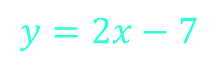 y = 2x − 7